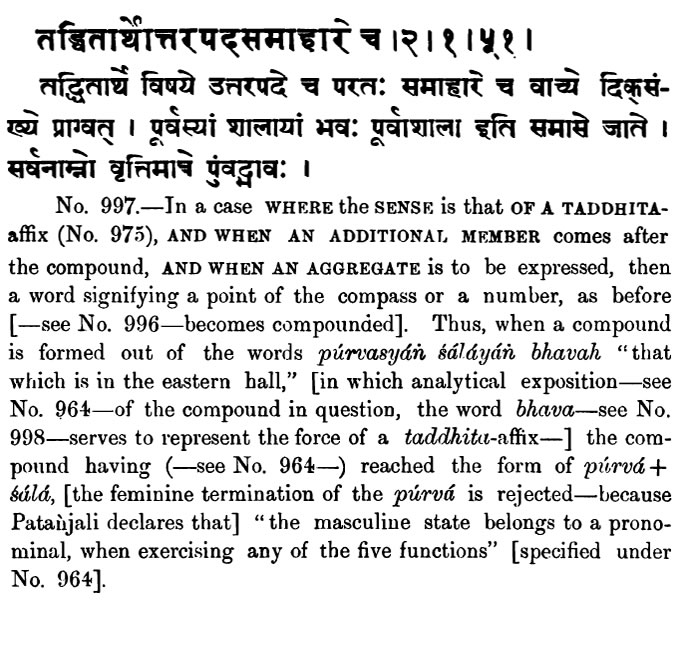 तद्धितार्थोत्तरपदसमाहारे च ।२।१।५१।
तद्धितार्थे विषये उत्तरपदे च परतः समाहारे च वाच्ये दिक्सं-
ख्ये प्राग्वत् । पूर्वस्यां शालायां भवः पूर्वाशाला इति समासे जाते ।
सर्वनाम्नो वृत्तिमात्रे पुंवद्भावः ।
No. 997.—In a case WHERE the SENSE is that OF A TADDHITA-
affix (No. 975), AND WHEN AN ADDITIONAL MEMBER comes after
the compound, AND WHEN AN AGGREGATE is to be expressed, then
a word signifying a point of the compass or a number, as before
[—see No. 996—becomes compounded]. Thus, when a compound
is formed out of the words púrvasyáṅ śáláyáṅ bhavah "that
which is in the eastern hall," [in which analytical exposition—see
No. 964—of the compound in question, the word bhava—see No.
998—serves to represent the force of a taddhita-affix—] the com-
pound having (—see No. 964—) reached the form of púrvá+
śálá, [the feminine termination of the púrvá is rejected—because
Pataṅjali declares that] "the masculine state belongs to a prono-
minal, when exercising any of the five functions" [specified under
No. 964].